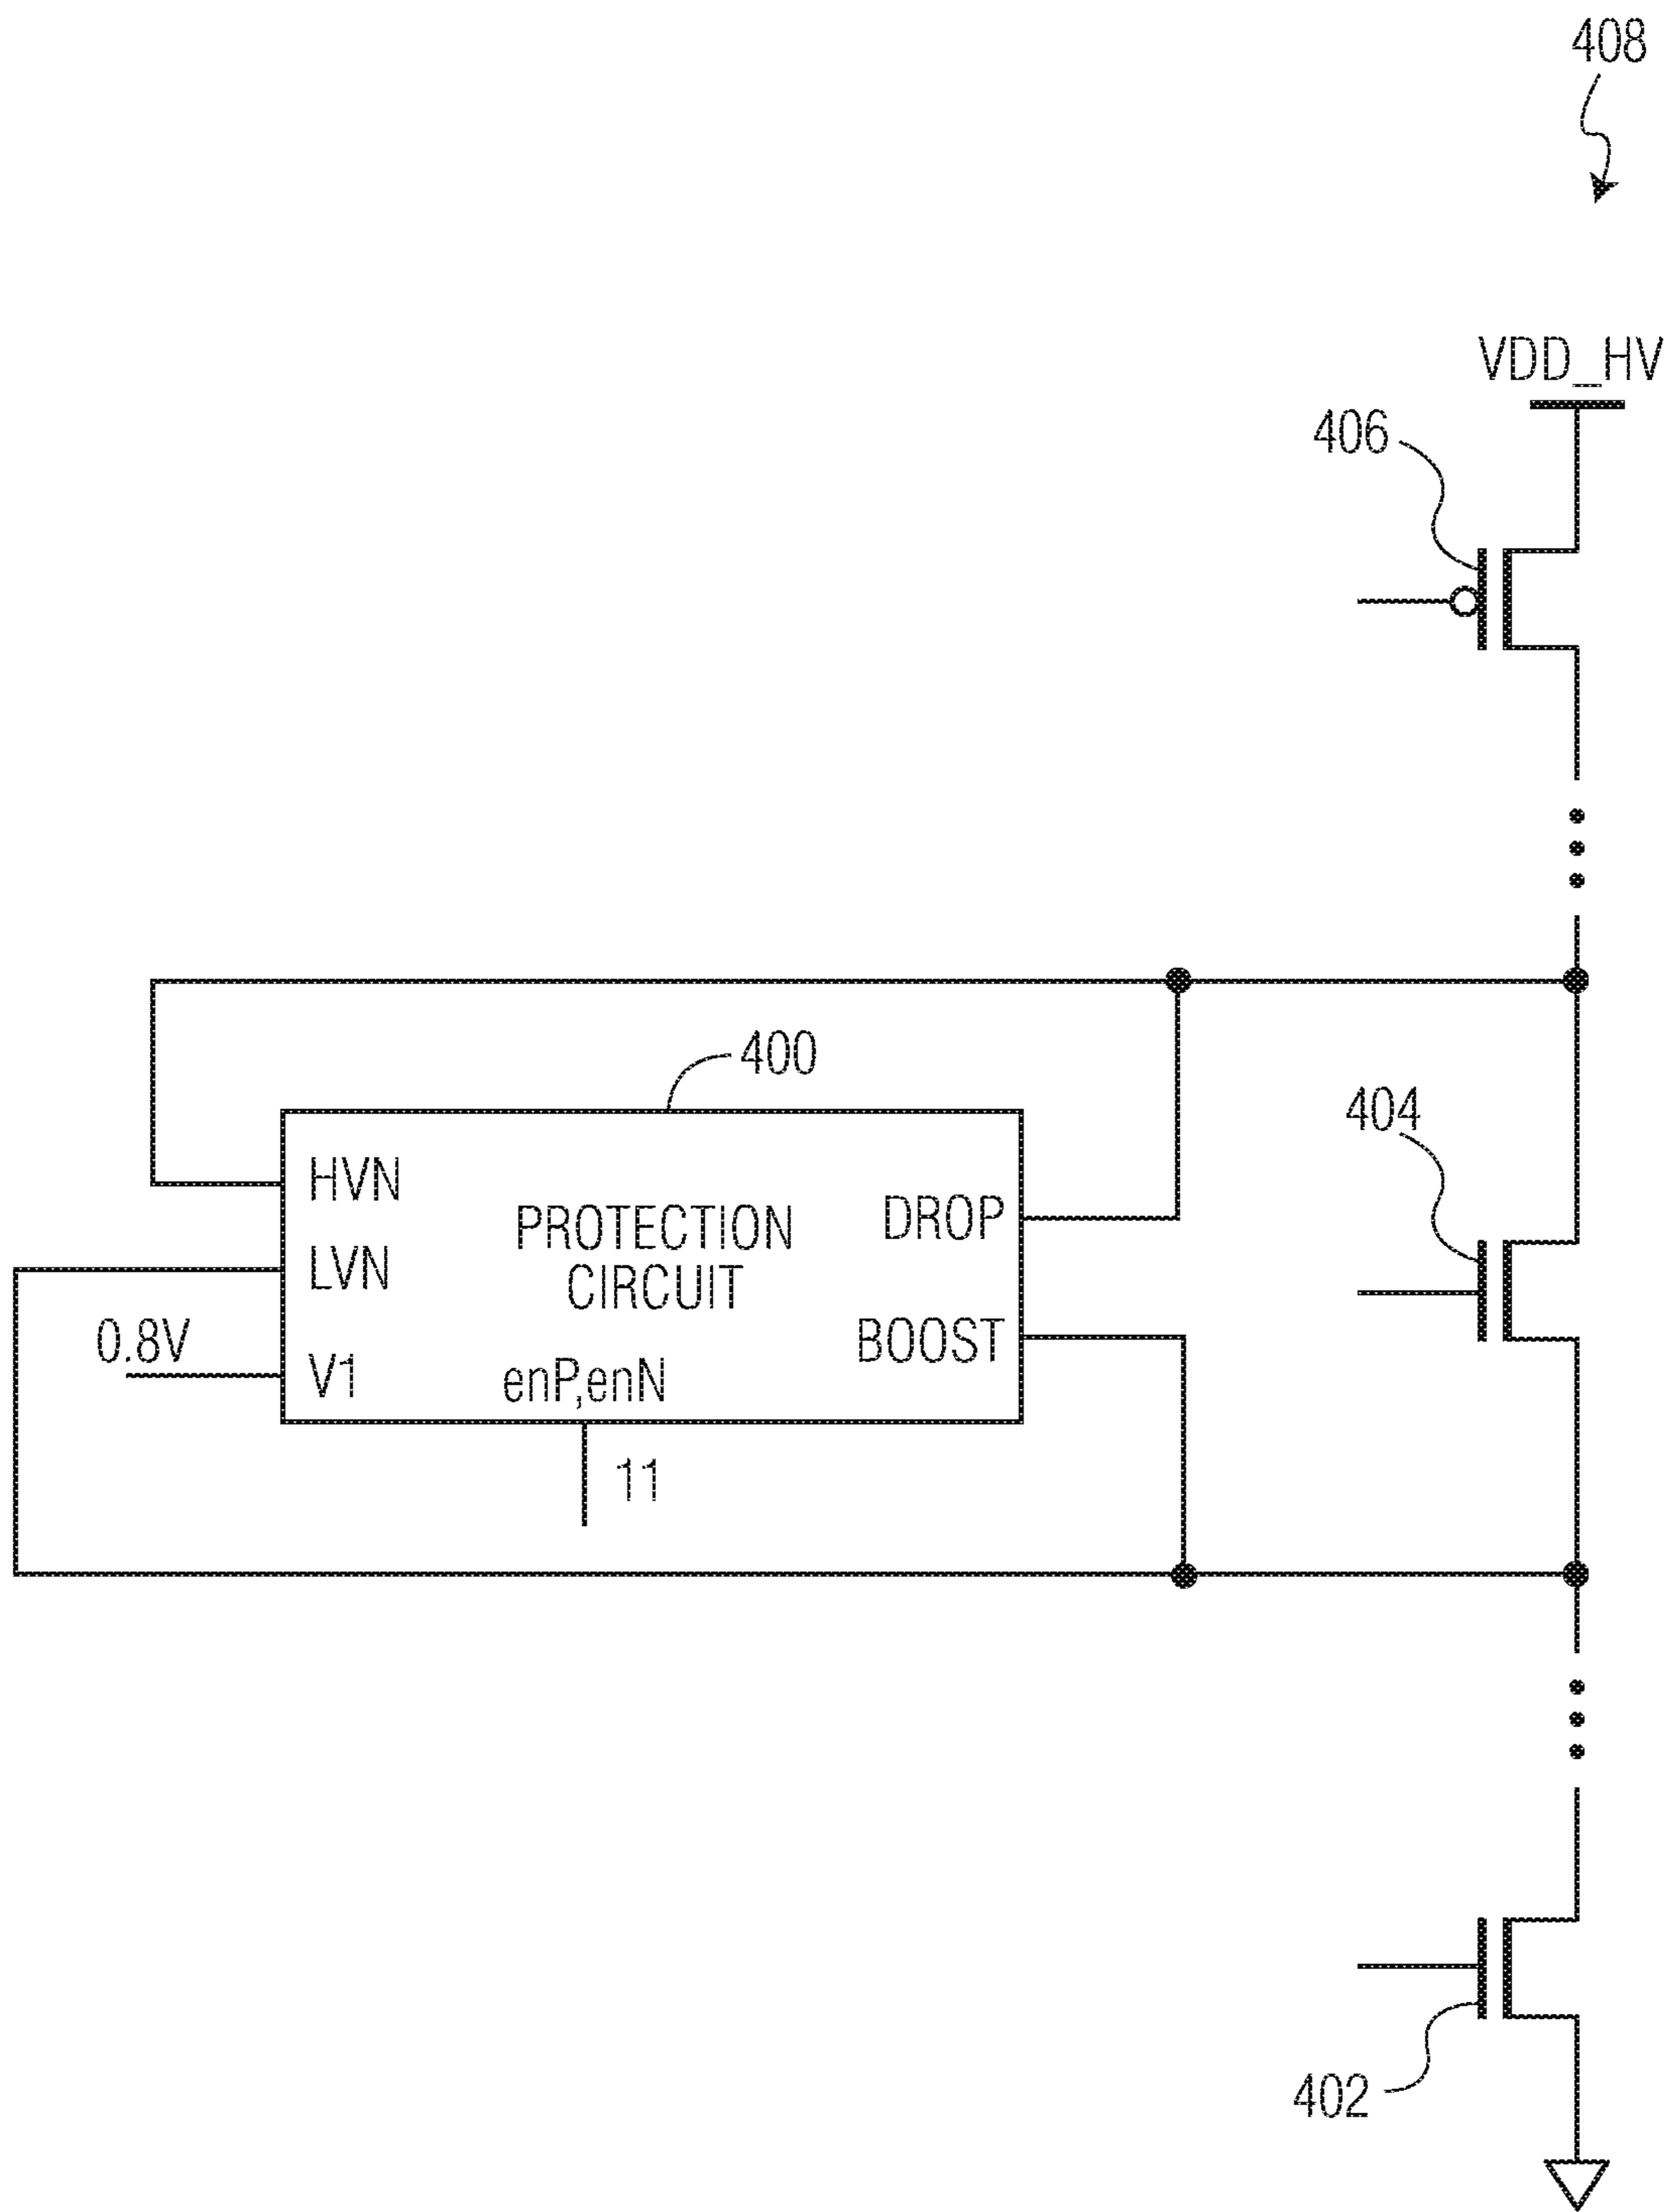 408
VDD_HV
406
400
404
HVN
PROTECTION
CIRCUIT
DROP
LVN
BOOST
0.8V
V1
enP,enN
11
402